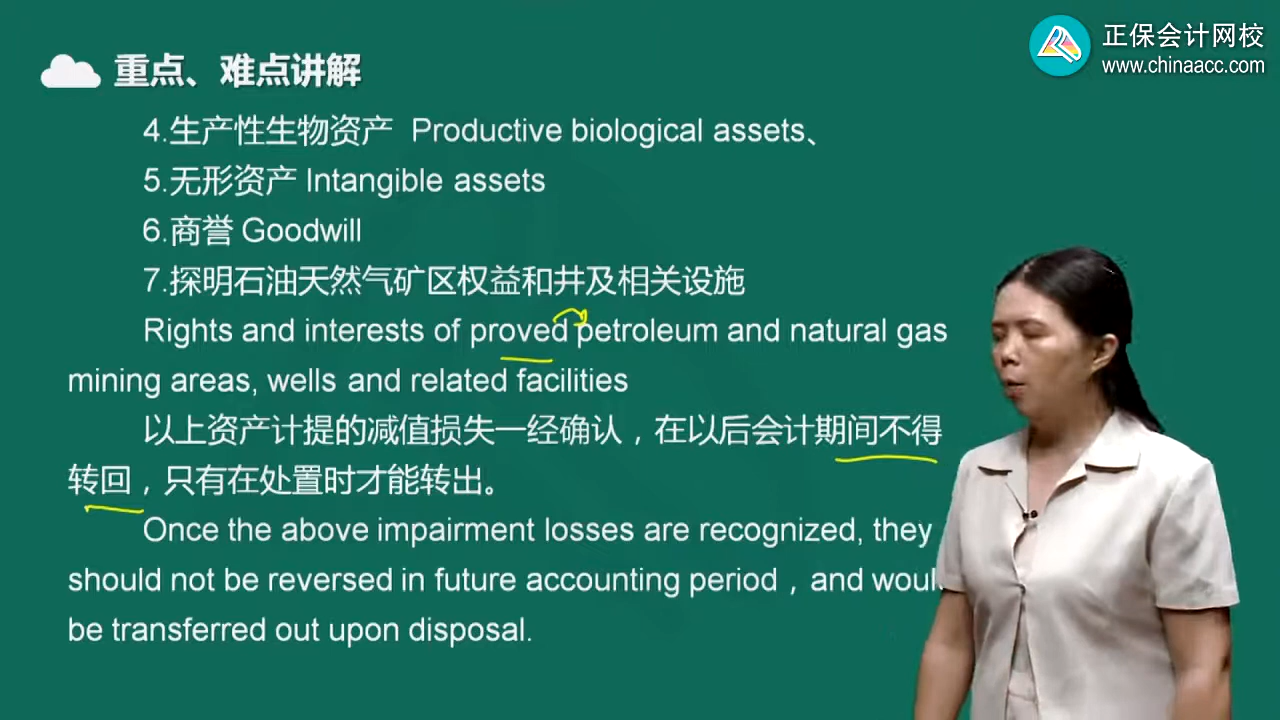 正保会计网校
www.chinaacc.com
重点、难点讲解
4.生产性生物资产 Productive biological assets、
5.无形资产 Intangible assets
6.商誉 Goodwill
7.探明石油天然气矿区权益和井及相关设施
Rights and interests of proved petroleum and natural gas
mining areas, wells and related facilities
以上资产计提的减值损失一经确认，在以后会计期间不得
转回，只有在处置时才能转出。
Once the above impairment losses are recognized, they
should not be reversed in future accounting period，and woul
be transferred out upon disposal.